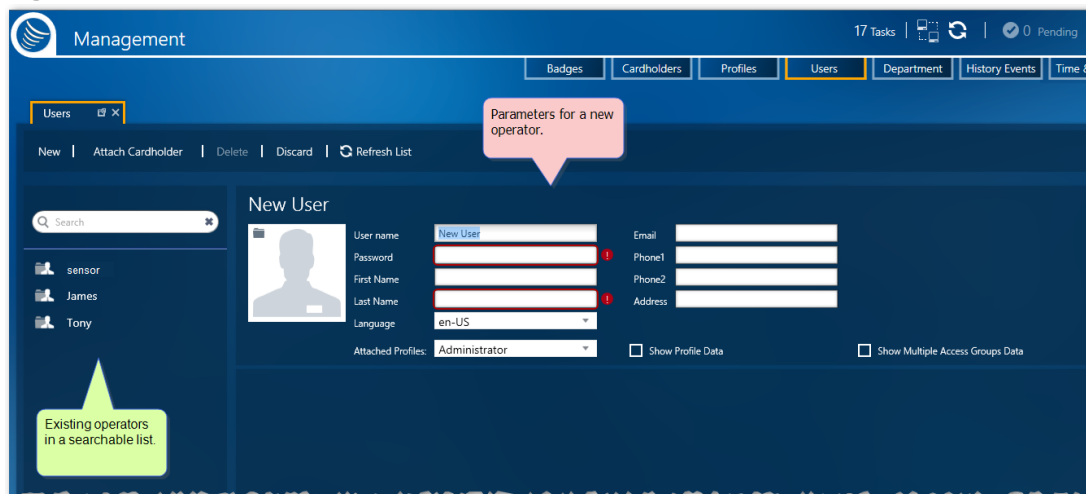 Management
17 Tasks
0 Pending
Badges
Cardholders
Profiles
Users
Department
History Events
Time &
Users
Parameters for a new
operator.
New
Attach Cardholder
Delete
Discard
Refresh List
Search
New User
User name
New User
Email
Password
Phone1
First Name
Phone2
Last Name
Address
Language
en-US
Attached Profiles:
Administrator
Show Profile Data
Show Multiple Access Groups Data
sensor
James
Tony
Existing operators
in a searchable list.